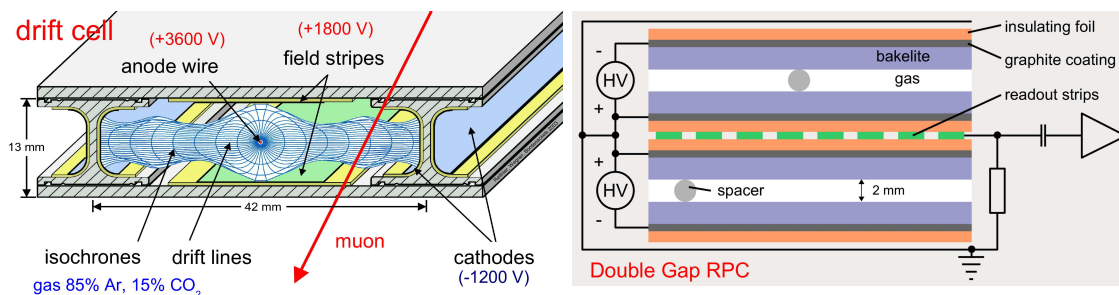 drift cell
(+3600 V)
anode wire
(+1800 V)
field stripes
13 mm
42 mm
isochrones
drift lines
muon
cathodes
(-1200 V)
gas 85% Ar, 15% CO₂
insulating foil
graphite coating
bakelite
gas
readout strips
-
HV
+
+
HV
-
spacer
2 mm
Double Gap RPC